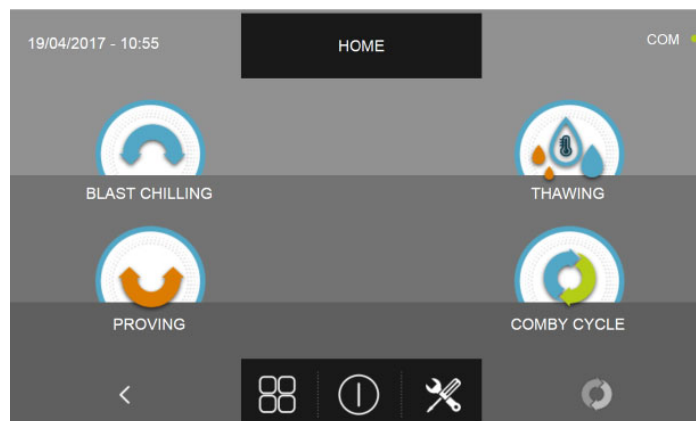 19/04/2017 - 10:55
HOME
COM
BLAST CHILLING
THAWING
PROVING
COMBY CYCLE